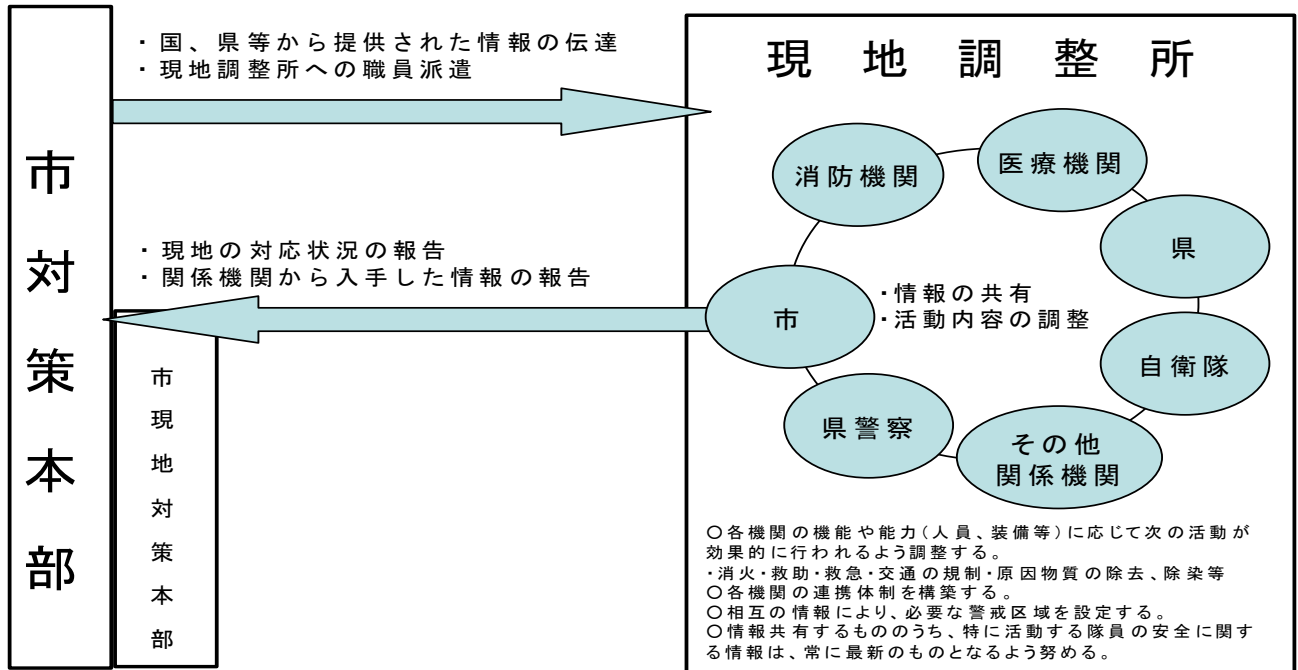 市対策本部
・国、県等から提供された情報の伝達
・現地調整所への職員派遣
・現地の対応状況の報告
・関係機関から入手した情報の報告
市現地対策本部
現地調整所
消防機関
医療機関
県
市
・情報の共有
・活動内容の調整
自衛隊
県警察
その他
関係機関
○各機関の機能や能力(人員、装備等)に応じて次の活動が
効果的に行われるよう調整する。
・消火・救助・救急・交通の規制・原因物質の除去、除染等
○各機関の連携体制を構築する。
○相互の情報により、必要な警戒区域を設定する。
○情報共有するもののうち、特に活動する隊員の安全に関す
る情報は、常に最新のものとなるよう努める。